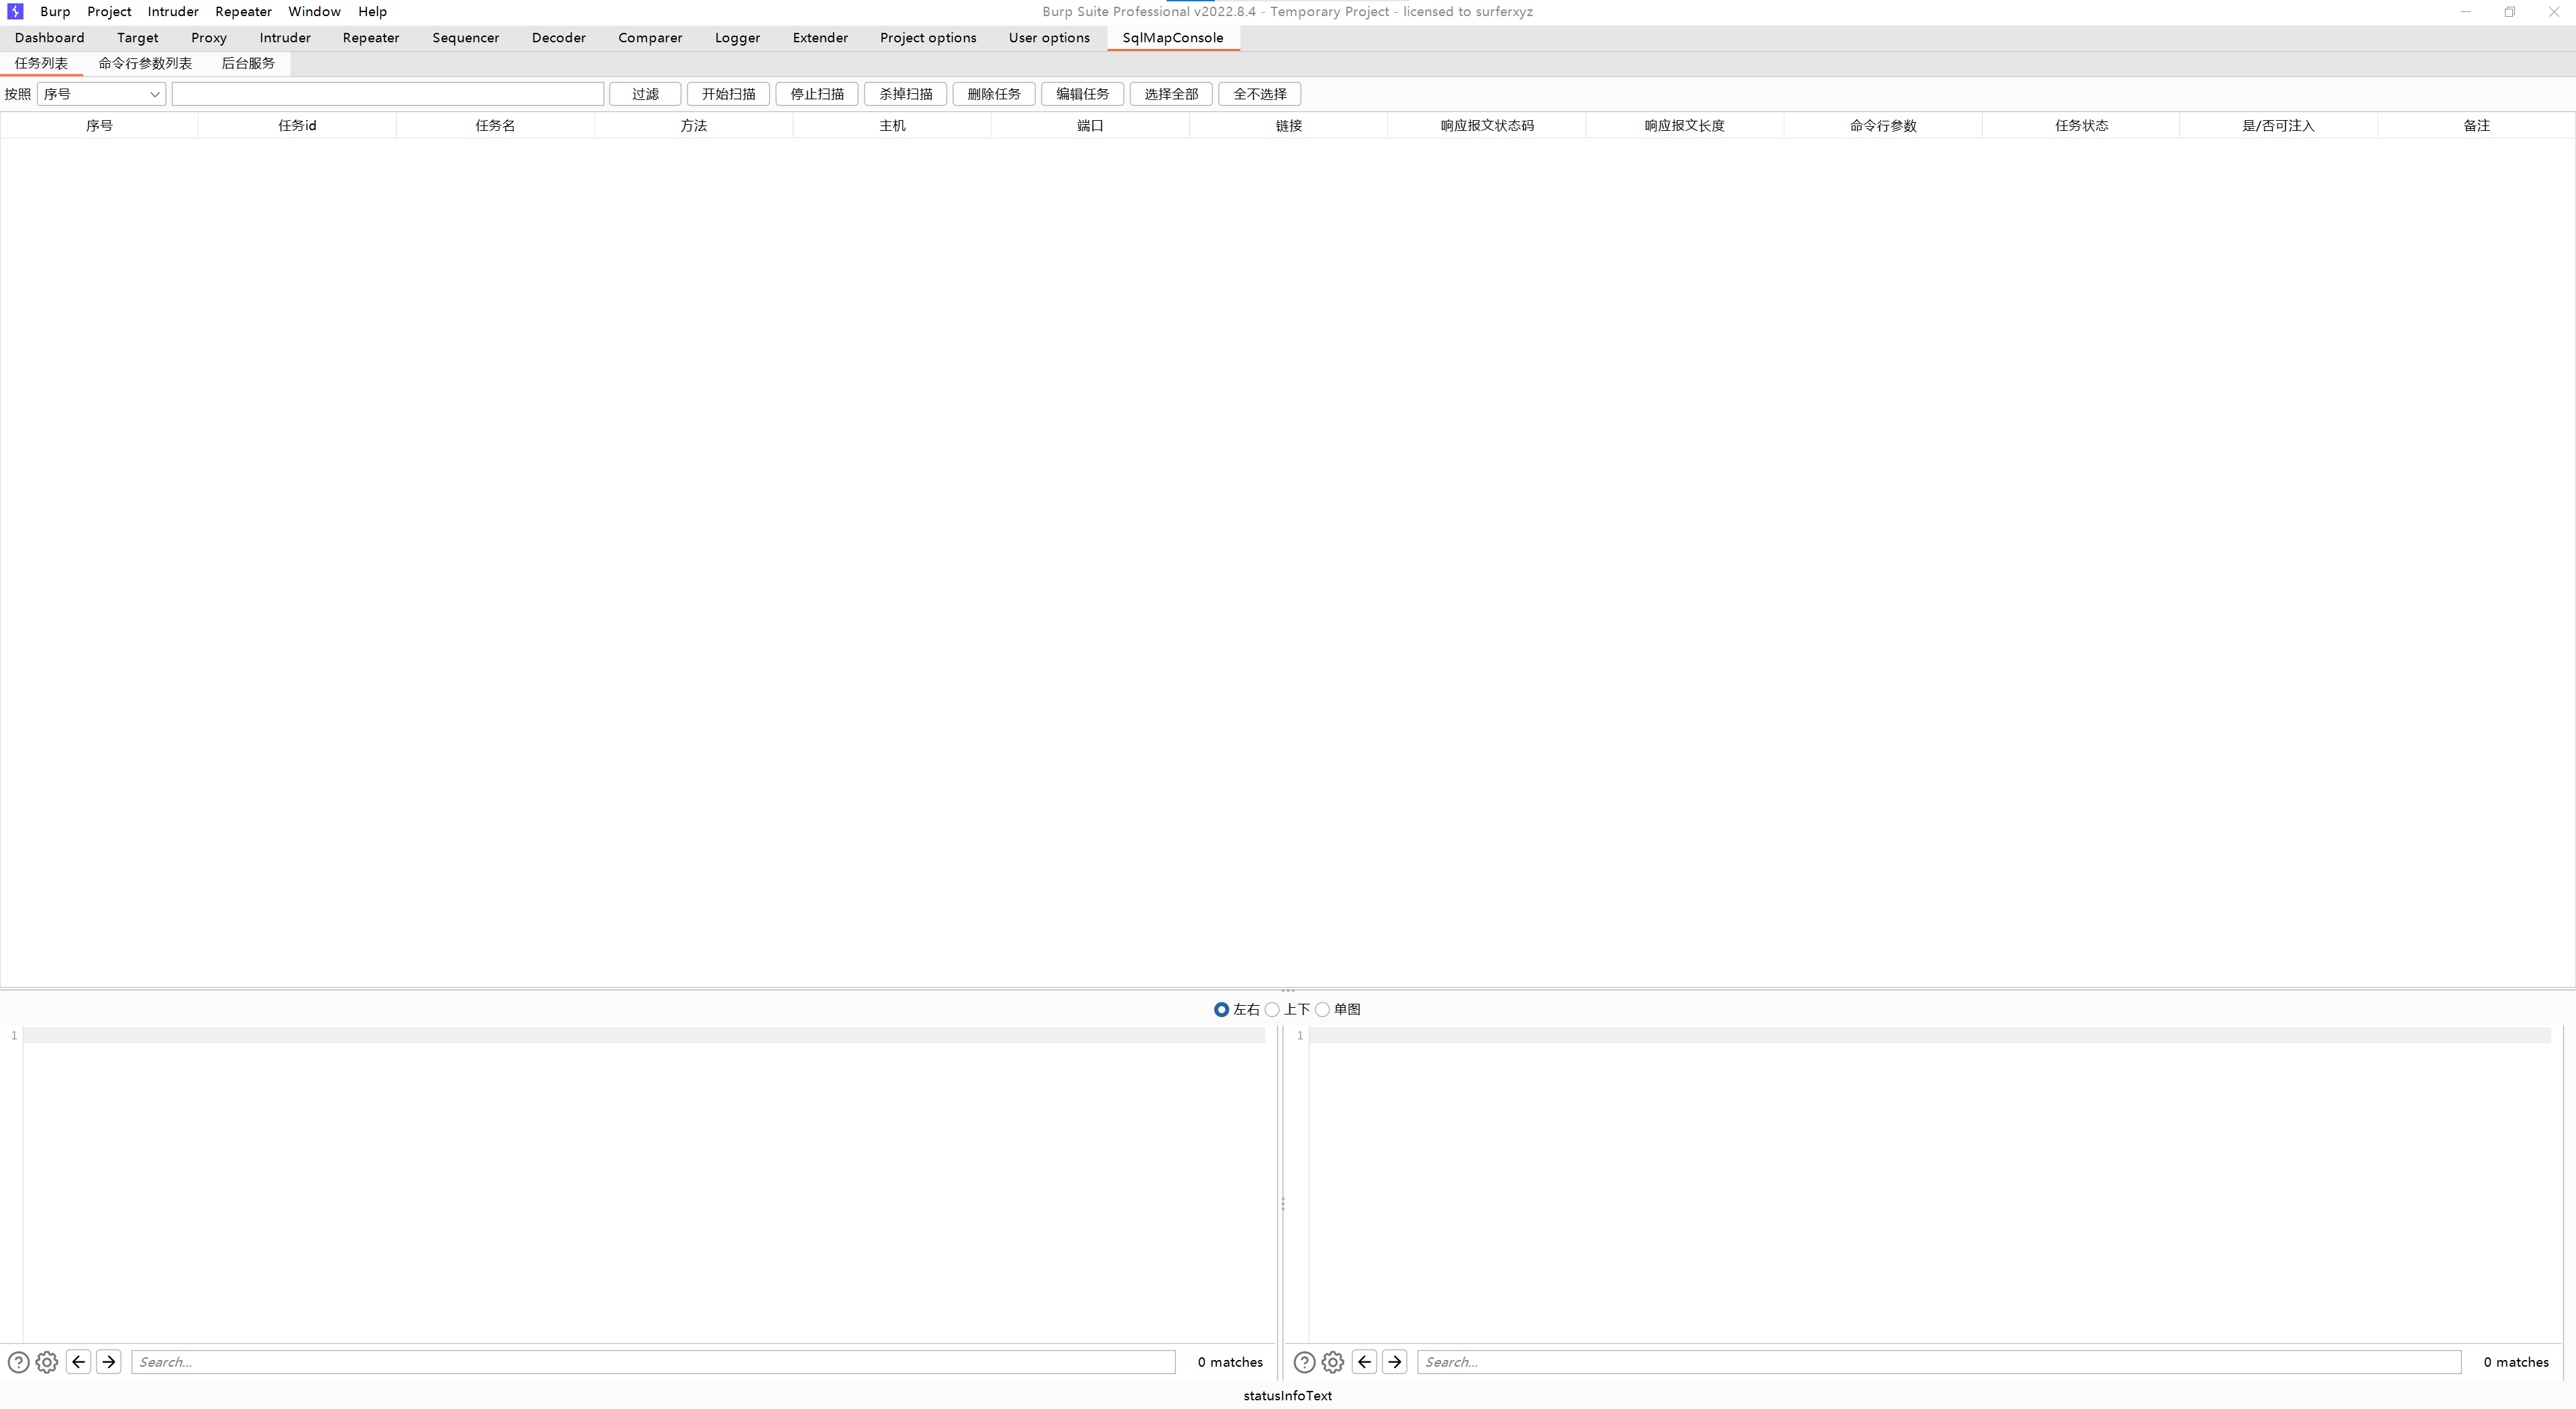 Burp Project Intruder Repeater Window Help Burp Suite Professional v2022.8.4 - Temporary Project - licensed to surferxyz
Dashboard Target Proxy Intruder Repeater Sequencer Decoder Comparer Logger Extender Project options User options SqlMapConsole
任务列表 命令行参数列表 后台服务
按照 序号 过滤 开始扫描 停止扫描 杀掉扫描 删除任务 编辑任务 选择全部 全不选择
序号 任务id 任务名 方法 主机 端口 链接 响应报文状态码 响应报文长度 命令行参数 任务状态 是/否可注入 备注
左右 上下 单图
1 1
Search... 0 matches Search... 0 matches
statusInfoText